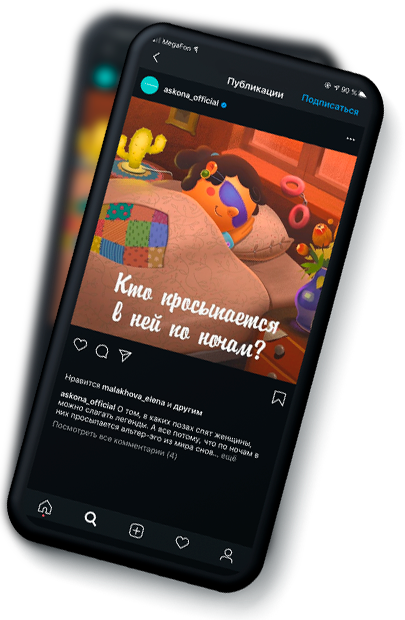 MegaFon
90 %
Публикации
Подписаться
askona_official
Кто просыпается
в ней по ночам?
Нравится malakhova_elena и другим
askona_official О том, в каких позах спят женщины,
можно слагать легенды. А все потому, что по ночам в
них просыпается альтер-эго из мира снов... ещё
Посмотреть все комментарии (4)